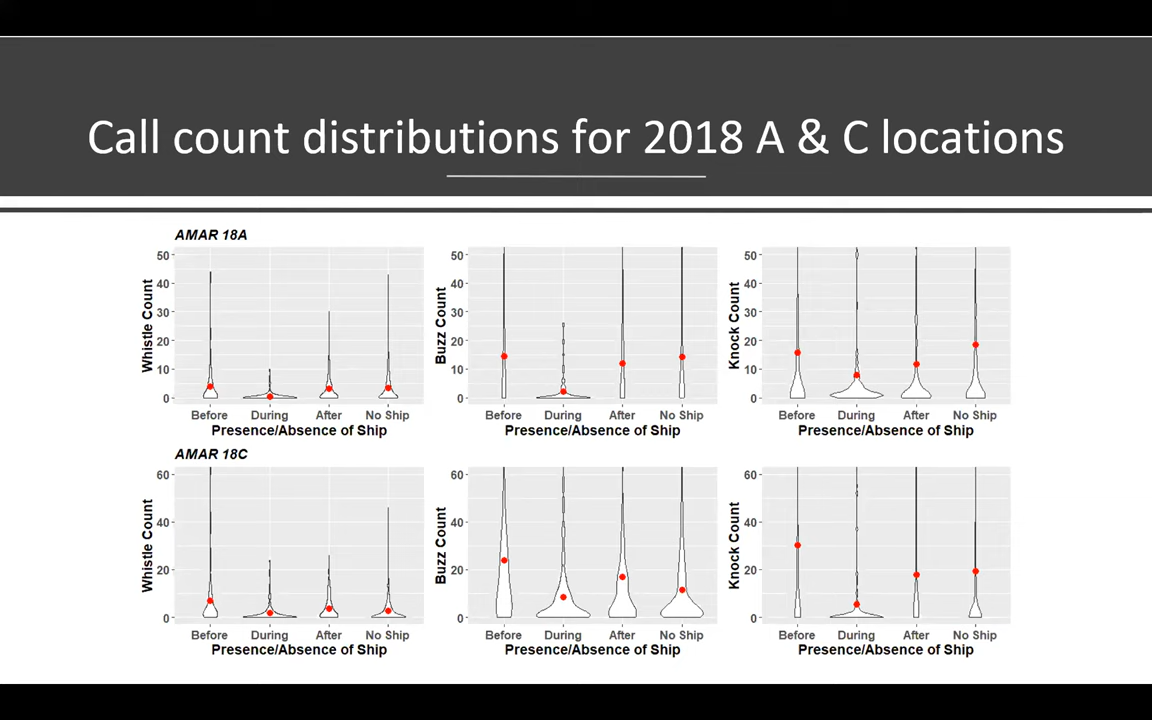 Call count distributions for 2018 A & C locations
AMAR 18A
Whistle Count
50
40
30
20
10
0
Before During After No Ship
Presence/Absence of Ship
Buzz Count
50
40
30
20
10
0
Before During After No Ship
Presence/Absence of Ship
Knock Count
50
40
30
20
10
0
Before During After No Ship
Presence/Absence of Ship
AMAR 18C
Whistle Count
60
40
20
0
Before During After No Ship
Presence/Absence of Ship
Buzz Count
60
40
20
0
Before During After No Ship
Presence/Absence of Ship
Knock Count
60
40
20
0
Before During After No Ship
Presence/Absence of Ship